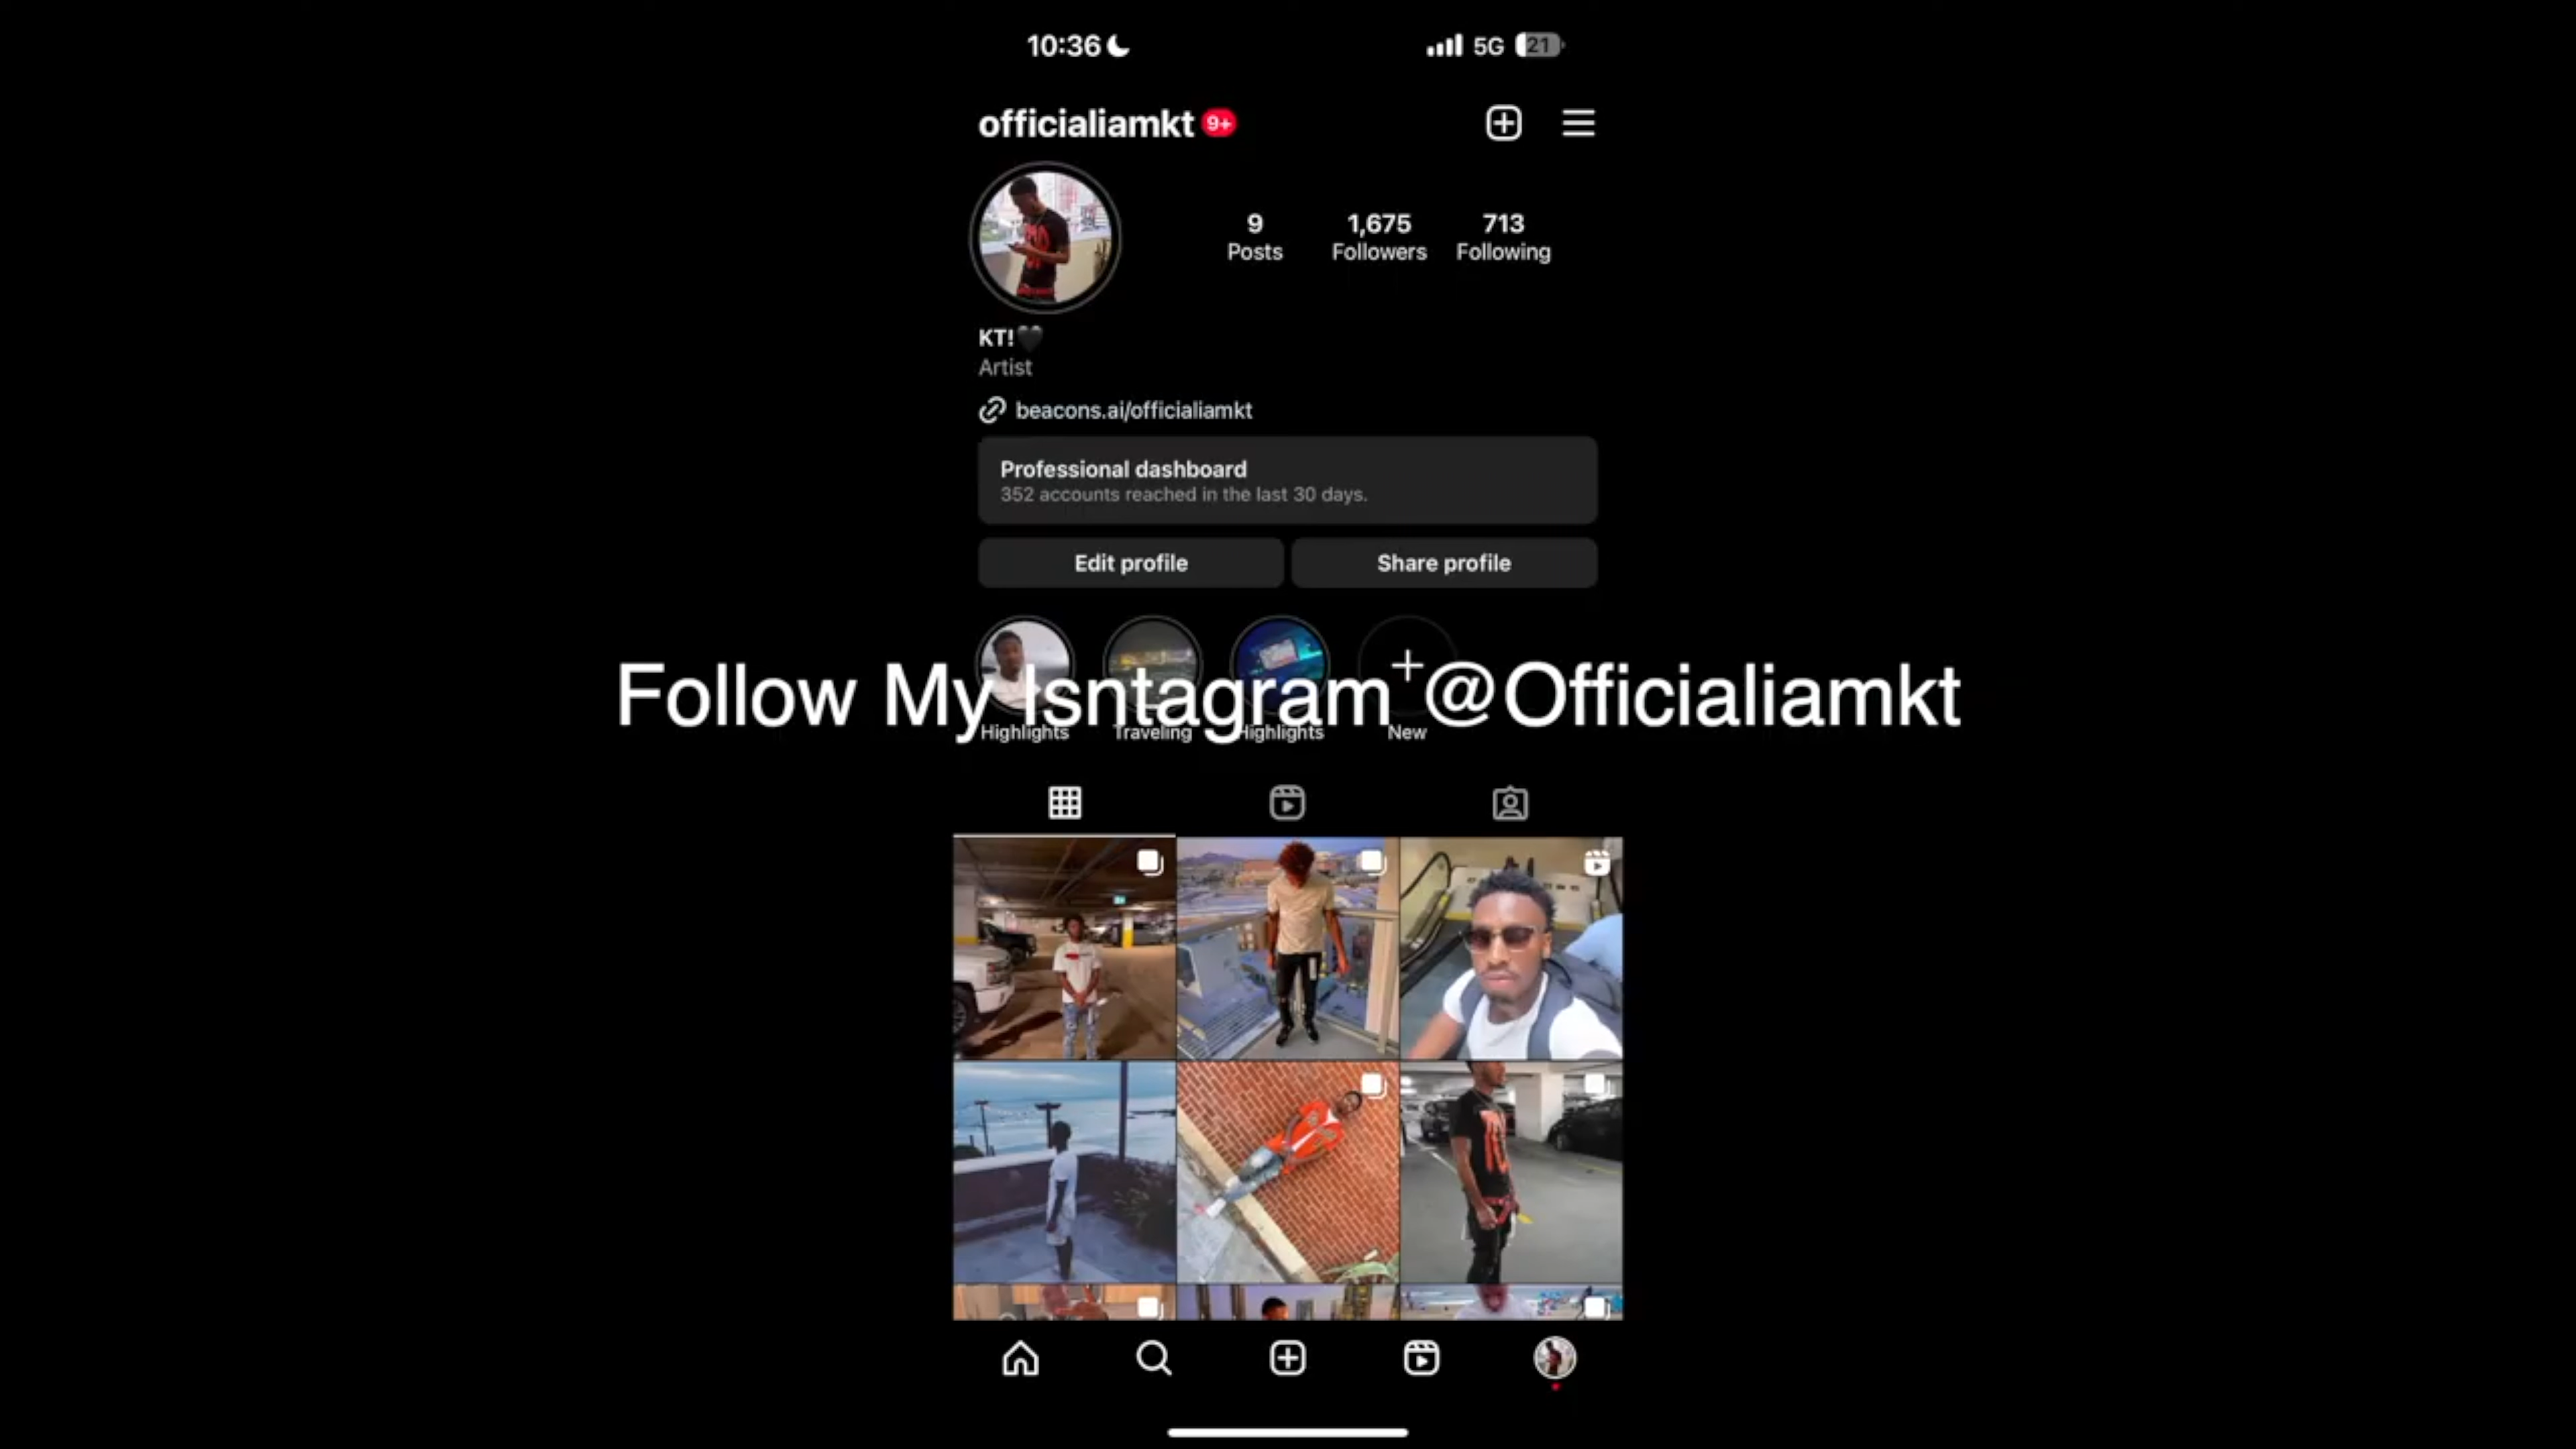 10:36
5G 21
officialiamkt 9+
9 1,675 713
Posts Followers Following
KT!🖤
Artist
beacons.ai/officialiamkt
Professional dashboard
352 accounts reached in the last 30 days.
Edit profile Share profile
Follow My Isntagram @Officialiamkt
Highlights Traveling Highlights New